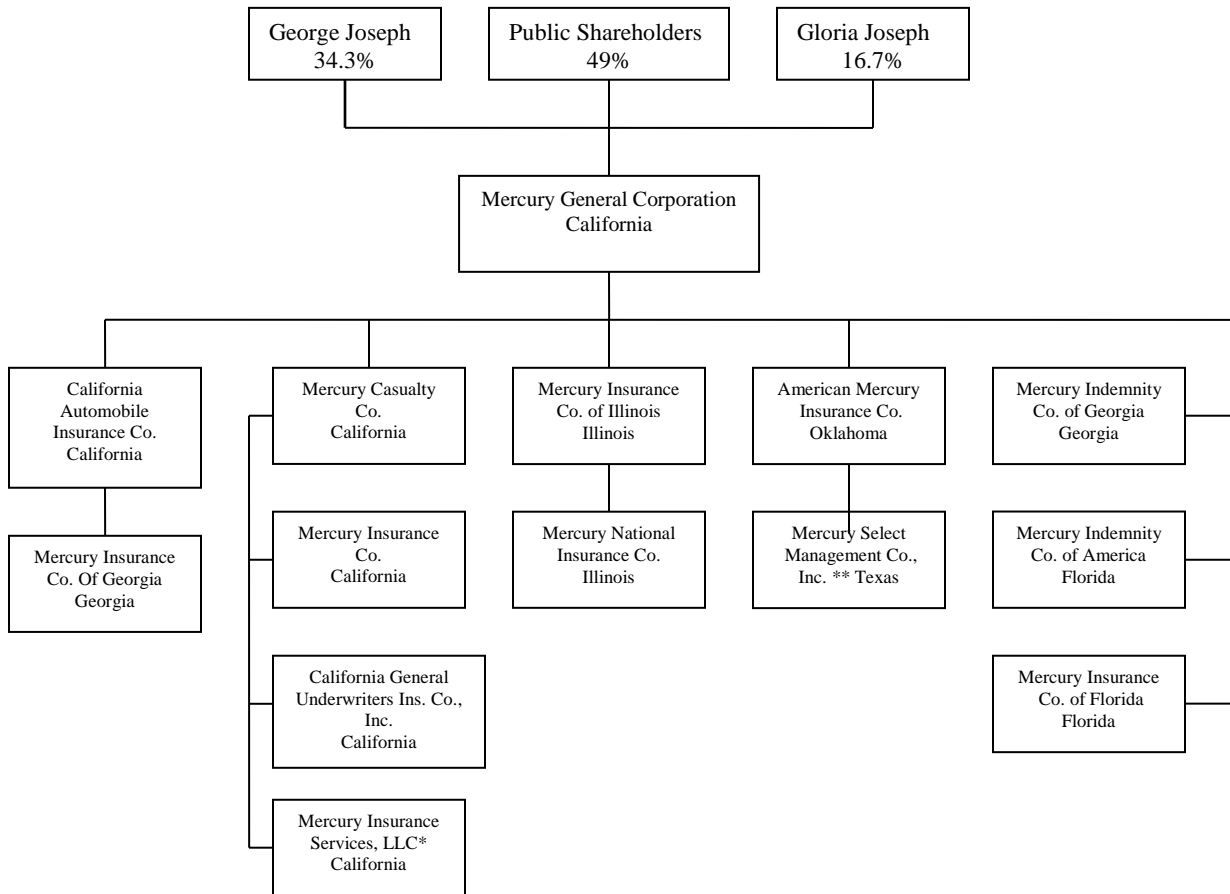 George Joseph
34.3%
Public Shareholders
49%
Gloria Joseph
16.7%
Mercury General Corporation
California
California
Automobile
Insurance Co.
California
Mercury Casualty
Co.
California
Mercury Insurance
Co. of Illinois
Illinois
American Mercury
Insurance Co.
Oklahoma
Mercury Indemnity
Co. of Georgia
Georgia
Mercury Insurance
Co. Of Georgia
Georgia
Mercury Insurance
Co.
California
Mercury National
Insurance Co.
Illinois
Mercury Select
Management Co.,
Inc. ** Texas
Mercury Indemnity
Co. of America
Florida
California General
Underwriters Ins. Co.,
Inc.
California
Mercury Insurance
Co. of Florida
Florida
Mercury Insurance
Services, LLC*
California